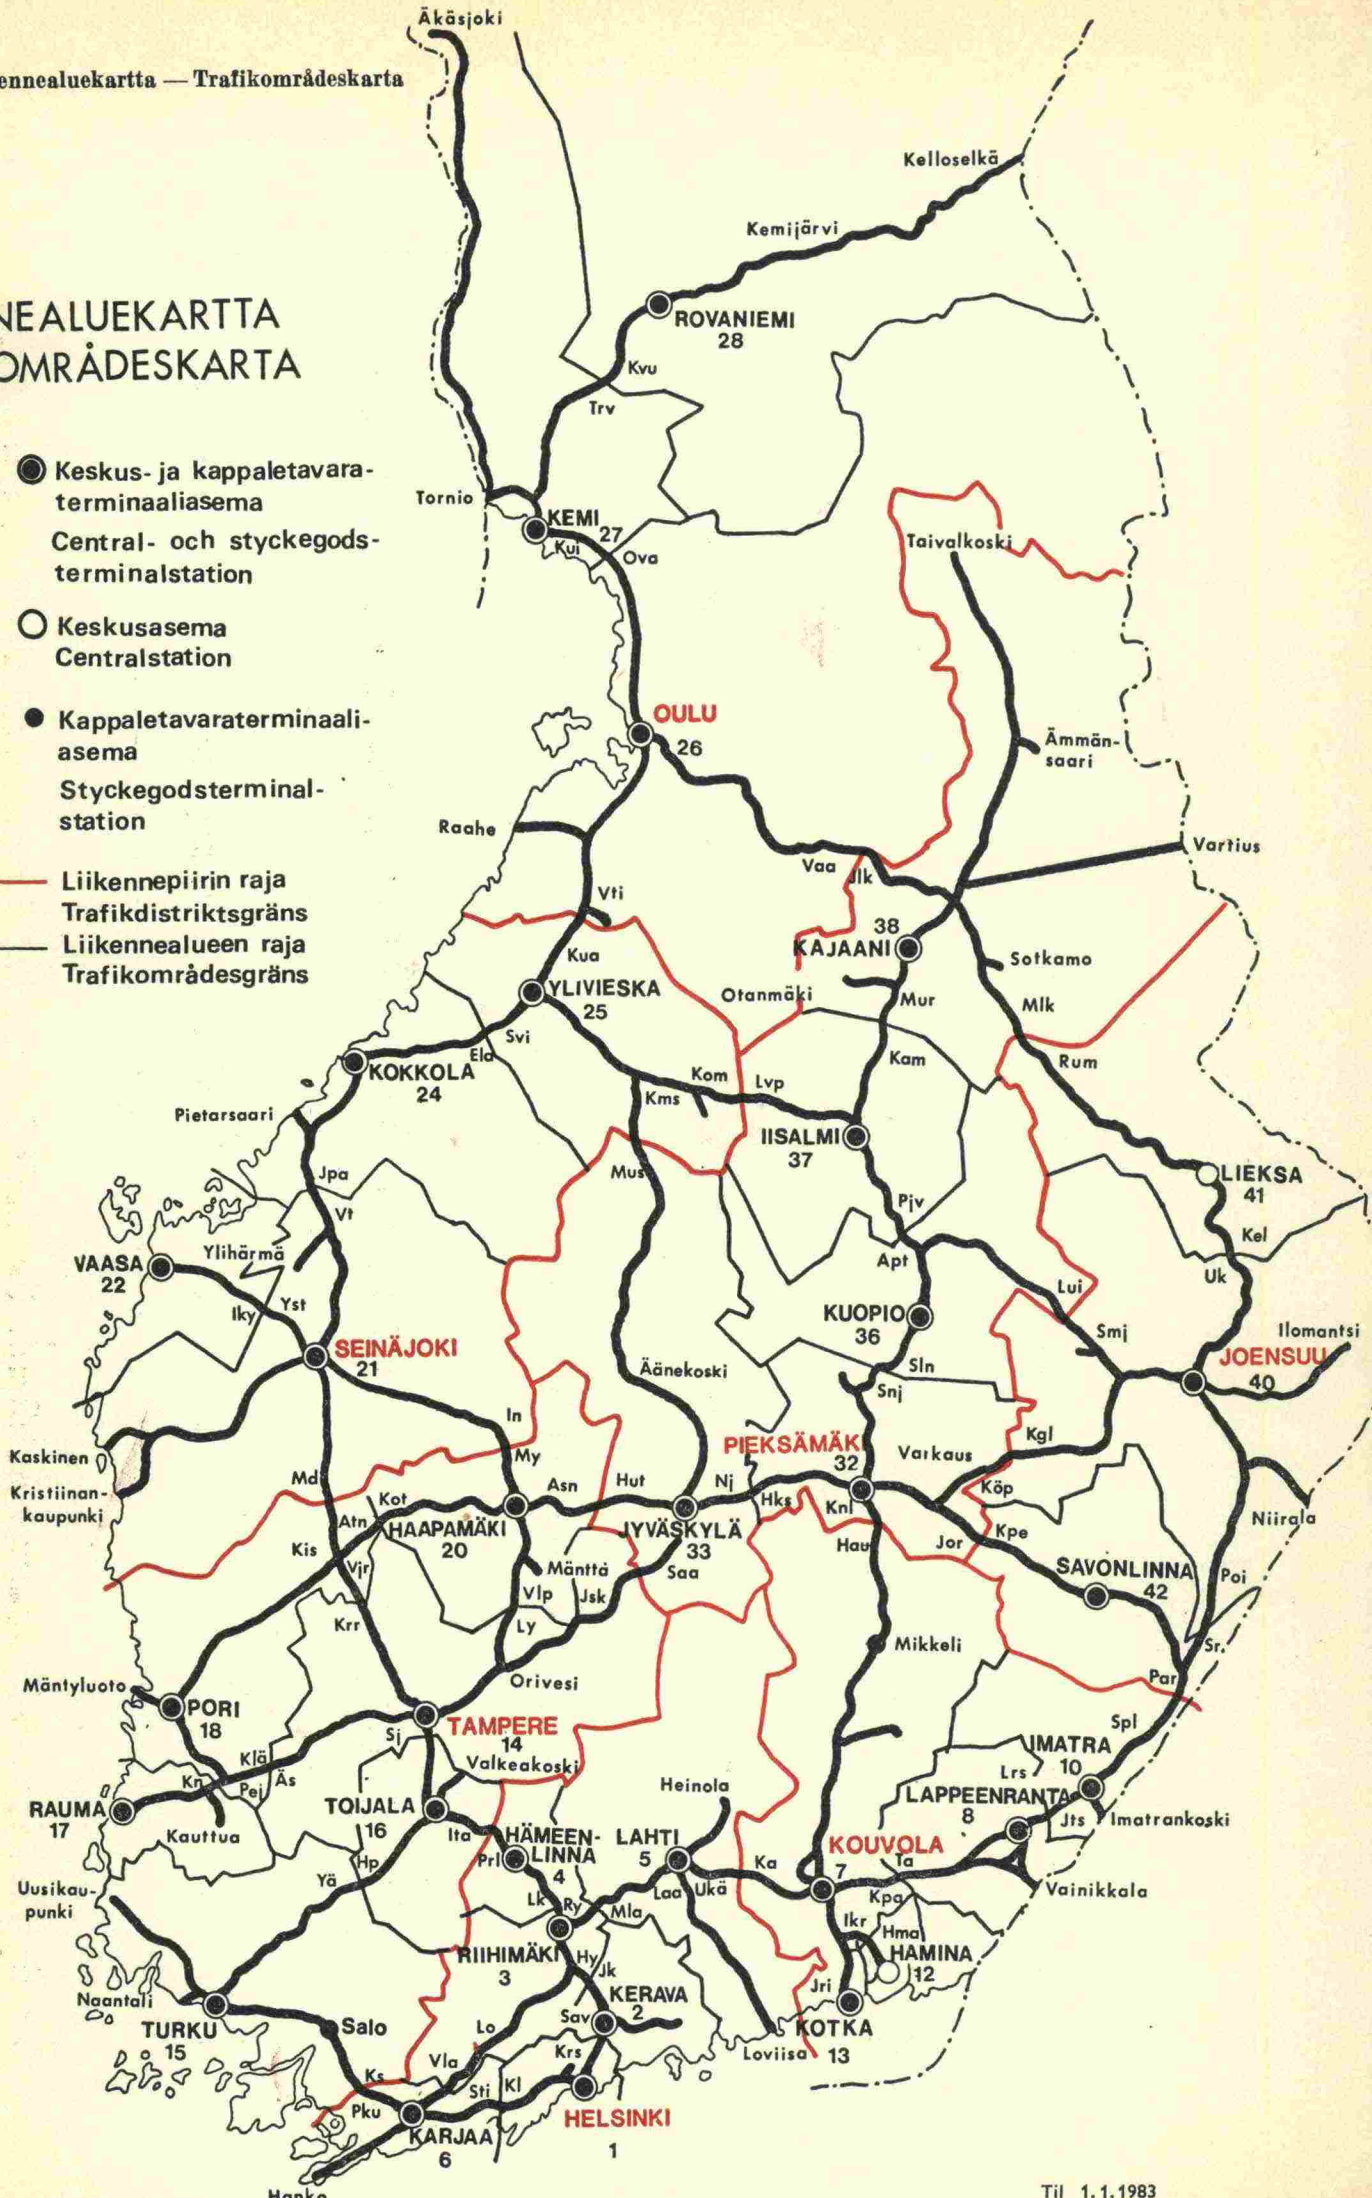 Äkäsjoki
ennealuekartta — Trafikområdeskarta
Kelloselkä
Kemijärvi
NEALUEKARTTA
OMRÅDESKARTA
ROVANIEMI
28
Kvu
Trv
Keskus- ja kappaletavara-
terminaaliasema
Central- och styckegods-
terminalstation
Tornio
KEMI
27
Kui
Ova
Taivalkoski
Keskusasema
Centralstation
Kappaletavaraterminaali-
asema
Styckegodsterminal-
station
OULU
26
Ämmän-
saari
Raahe
Vartius
Vaa
Jlk
Liikennepiirin raja
Trafikdistriktsgräns
Liikennealueen raja
Trafikområdesgräns
Vti
38
KAJAANI
Kua
Sotkamo
YLIVIESKA
25
Otanmäki
Mur
Mlk
Svi
Ela
KOKKOLA
24
Kam
Rum
Kom
Lvp
Kms
Pietarsaari
IISALMI
37
Mus
Jpa
LIEKSA
41
Vt
Pjv
Ylihärmä
VAASA
22
Apt
Kel
Uk
Iky
Yst
Lui
KUOPIO
36
Smj
Ilomantsi
SEINÄJOKI
21
JOENSUU
40
Äänekoski
Sln
Snj
In
My
PIEKSÄMÄK
32
Varkaus
Kgl
Kaskinen
Kristiinan-
kaupunki
Md
Asn
Hut
Nj
Hks
Knl
Köp
Kot
Atn
HAAPAMÄKI
20
JYVÄSKYLÄ
33
Niirala
Kpe
Hau
Jor
Kis
Vjr
Mänttä
Saa
SAVONLINNA
42
Poi
Vlp
Jsk
Krr
Ly
Mikkeli
Sr.
Par
Mäntyluoto
Orivesi
PORI
18
TAMPERE
14
Sj
Spl
IMATRA
10
Klä
Äs
Valkeakoski
Heinola
Lrs
Kn
Pej
LAPPEENRANTA
8
RAUMA
17
TOIJALA
16
Jts
Imatrankoski
Kauttua
Ita
HÄMEEN-
LINNA
4
Prl
LAHTI
5
KOUVOLA
7
Ka
Ta
Hp
Yä
Uusikau-
punki
Lk
Ry
Laa
Ukä
Kpa
Vainikkala
Mla
Ikr
Hma
RIIHIMÄKI
3
Hy
Jk
HAMINA
12
Jri
Naantali
KERAVA
2
TURKU
15
Salo
Lo
Sav
KOTKA
13
Loviisa
Vla
Krs
Ks
Sti
Kl
Pku
KARJAA
6
HELSINKI
1
Hanko
Til 1.1.1983